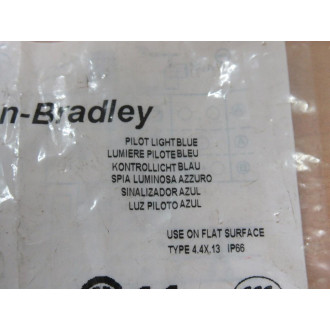 n-Bradley
PILOT LIGHT BLUE
LUMIERE PILOTE BLEU
KONTROLLICHT BLAU
SPIA LUMINOSA AZZURO
SINALIZADOR AZUL
LUZ PILOTO AZUL
USE ON FLAT SURFACE
TYPE 4.4X,13 IP66